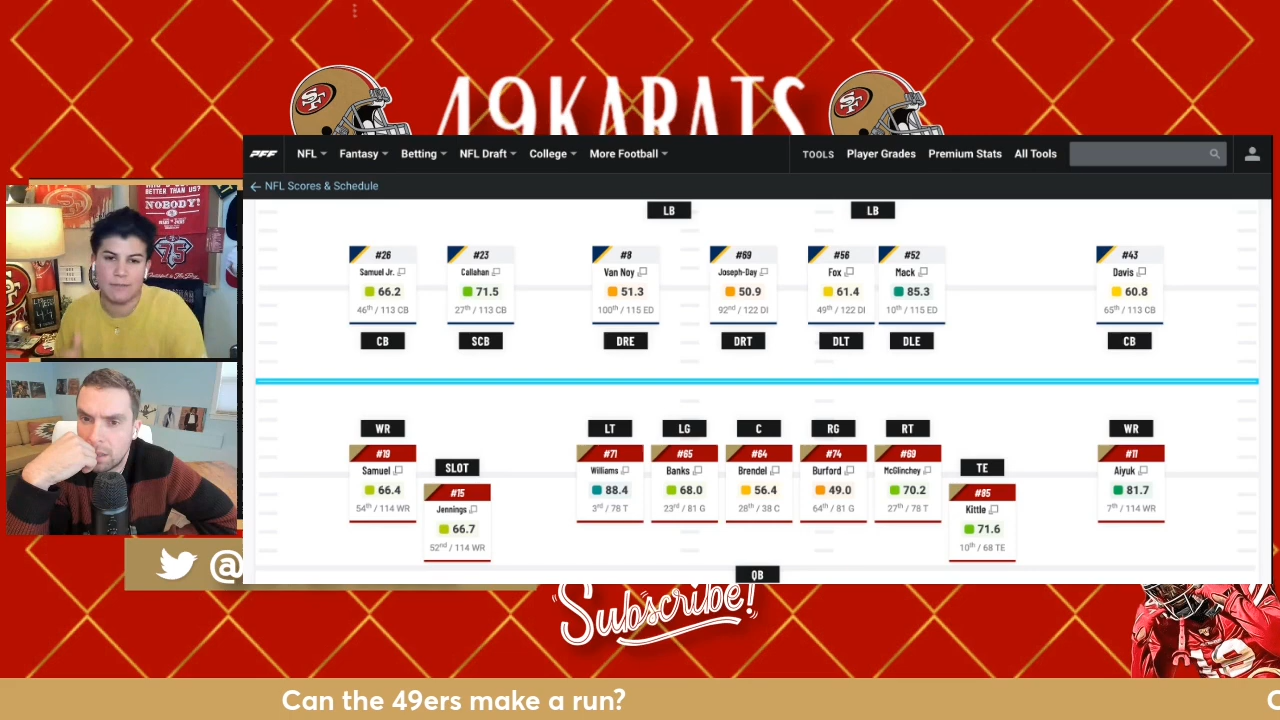 49KARATS
PFF
NFL Fantasy Betting NFL Draft College More Football
TOOLS Player Grades Premium Stats All Tools
NFL Scores & Schedule
LB LB
#26 #23 #8 #69 #56 #52 #43
Samuel Jr. Callahan Van Noy Joseph-Day Fox Mack Davis
66.2 71.5 51.3 50.9 61.4 85.3 60.8
46th / 113 CB 27th / 113 CB 100th / 115 ED 92nd / 122 DI 49th / 122 DI 10th / 115 ED 65th / 113 CB
CB SCB DRE DRT DLT DLE CB
WR LT LG C RG RT WR
#19 #71 #65 #64 #74 #69 #11
Samuel Williams Banks Brendel Burford McGlinchey Aiyuk
66.4 88.4 68.0 56.4 49.0 70.2 81.7
54th / 114 WR 3rd / 78 T 23rd / 81 G 28th / 38 C 64th / 81 G 27th / 78 T 7th / 114 WR
SLOT TE
#15 #85
Jennings Kittle
66.7 71.6
52nd / 114 WR 10th / 68 TE
QB
BETTER THAN US?
NOBODY!
@
Subscribe!
19
Can the 49ers make a run?